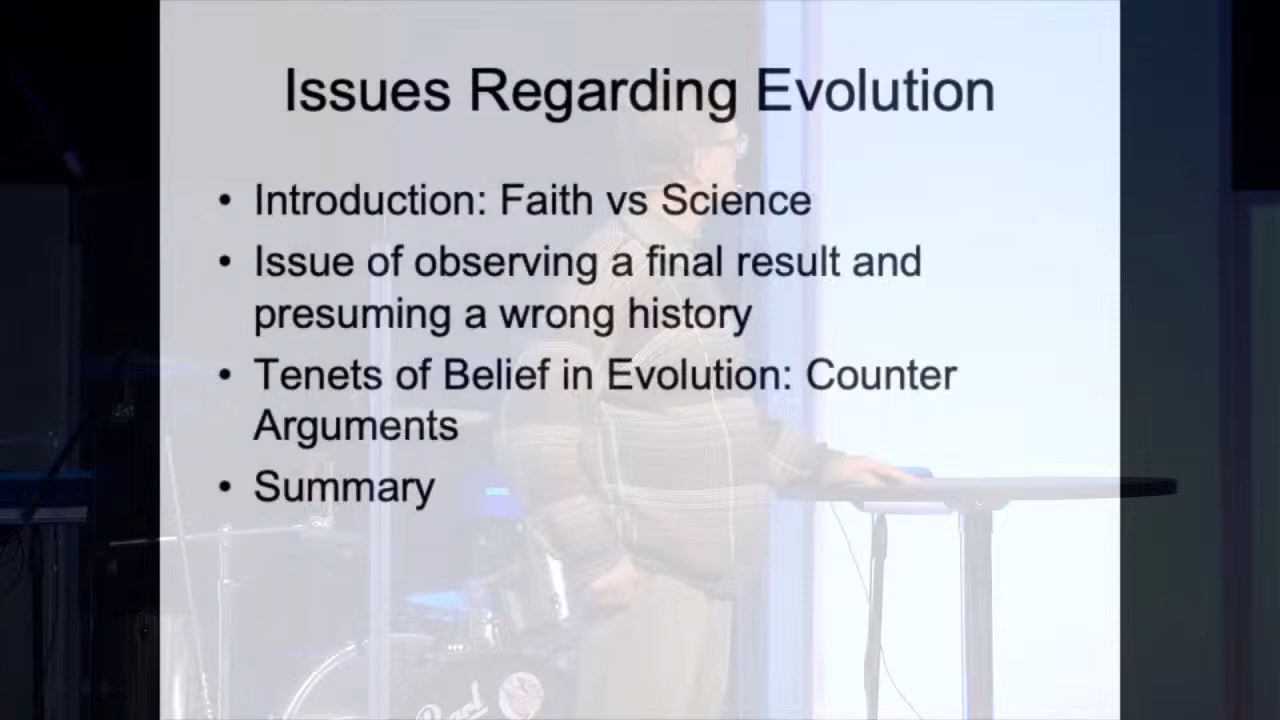 Issues Regarding Evolution
• Introduction: Faith vs Science
• Issue of observing a final result and
presuming a wrong history
• Tenets of Belief in Evolution: Counter
Arguments
• Summary
Pearl